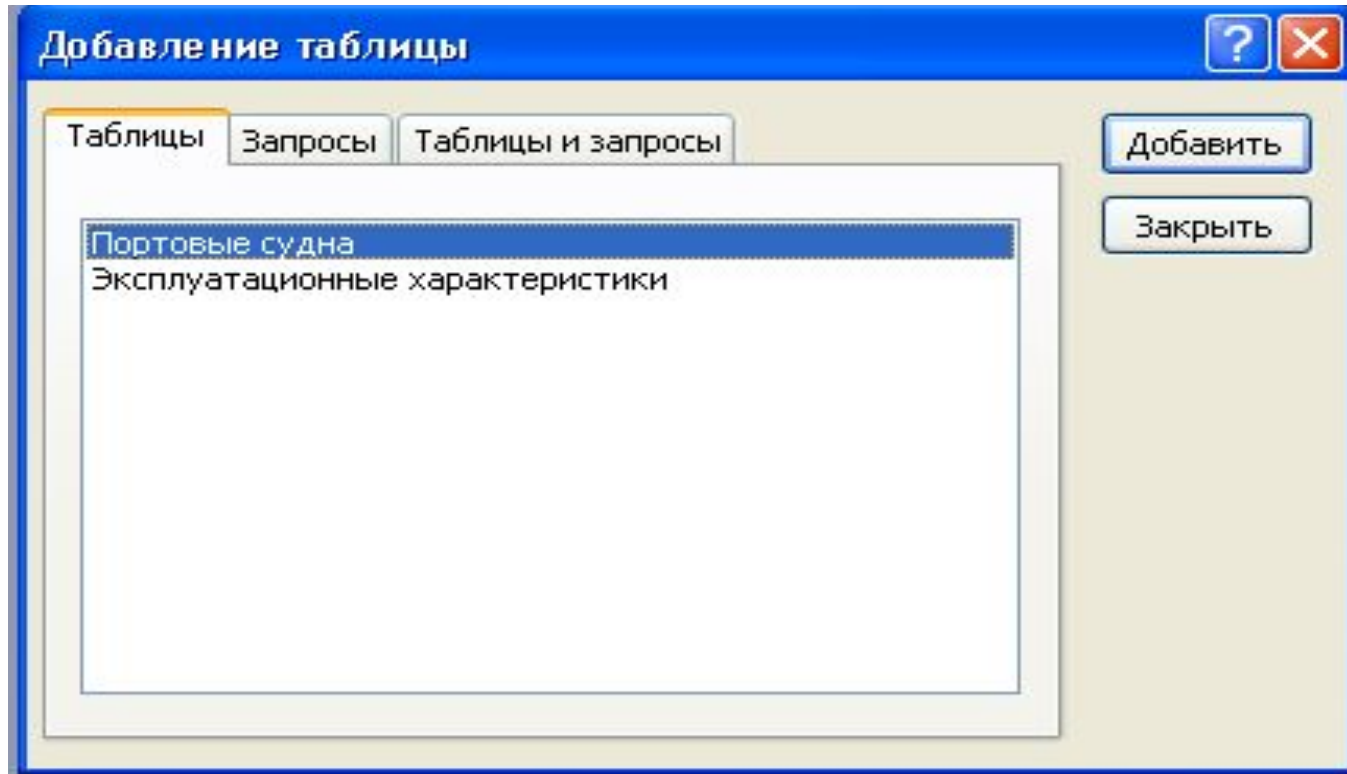 Добавление таблицы
Таблицы Запросы Таблицы и запросы
Добавить
Портовые судна
Закрыть
Эксплуатационные характеристики